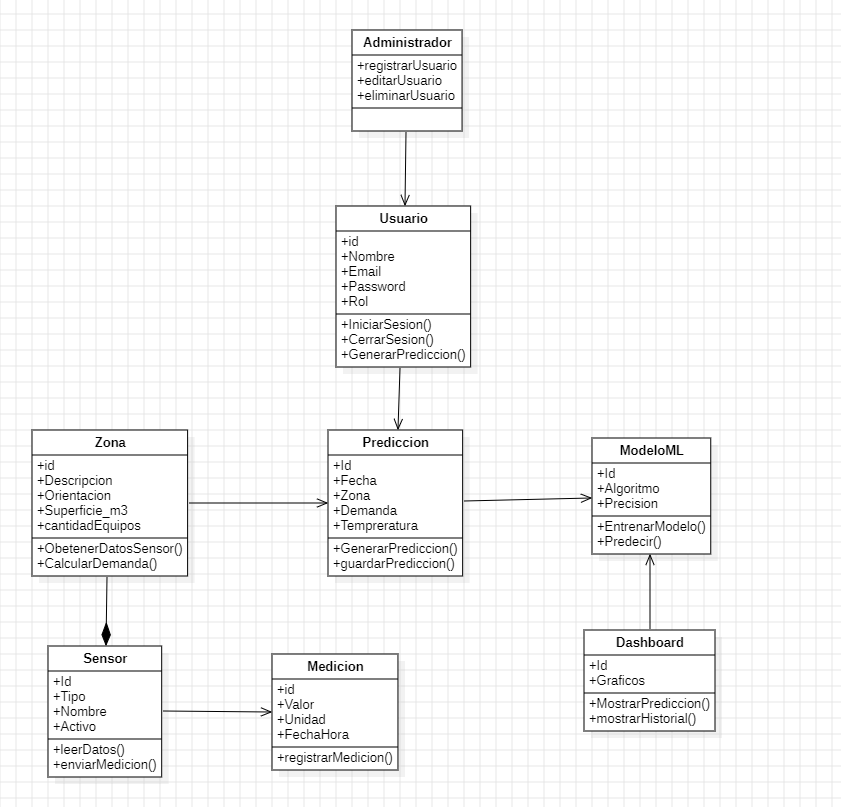 Administrador
+registrarUsuario
+editarUsuario
+eliminarUsuario
Usuario
+id
+Nombre
+Email
+Password
+Rol
+IniciarSesion()
+CerrarSesion()
+GenerarPrediccion()
Zona
+id
+Descripcion
+Orientacion
+Superficie_m3
+cantidadEquipos
+ObetenerDatosSensor()
+CalcularDemanda()
Prediccion
+Id
+Fecha
+Zona
+Demanda
+Tempreratura
+GenerarPrediccion()
+guardarPrediccion()
ModeloML
+Id
+Algoritmo
+Precision
+EntrenarModelo()
+Predecir()
Sensor
+Id
+Tipo
+Nombre
+Activo
+leerDatos()
+enviarMedicion()
Medicion
+id
+Valor
+Unidad
+FechaHora
+registrarMedicion()
Dashboard
+Id
+Graficos
+MostrarPrediccion()
+mostrarHistorial()